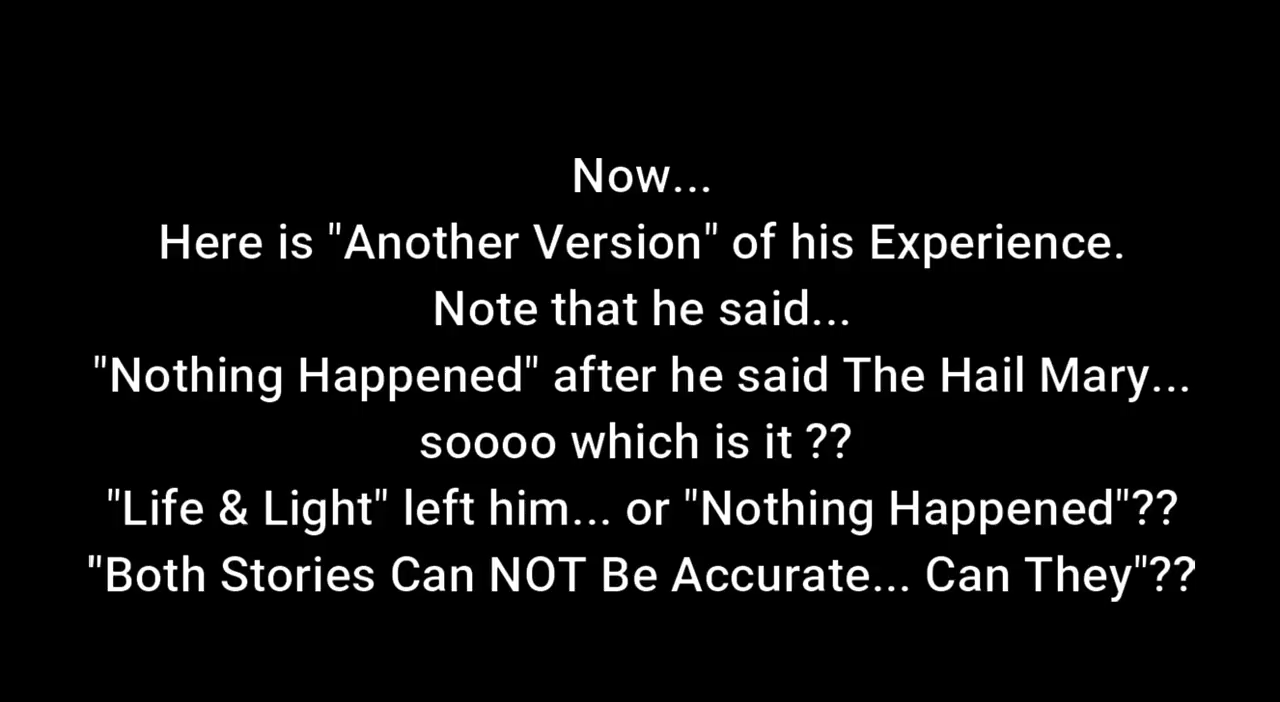 Now...
Here is "Another Version" of his Experience.
Note that he said...
"Nothing Happened" after he said The Hail Mary...
soooo which is it ??
"Life & Light" left him... or "Nothing Happened"??
"Both Stories Can NOT Be Accurate... Can They"??